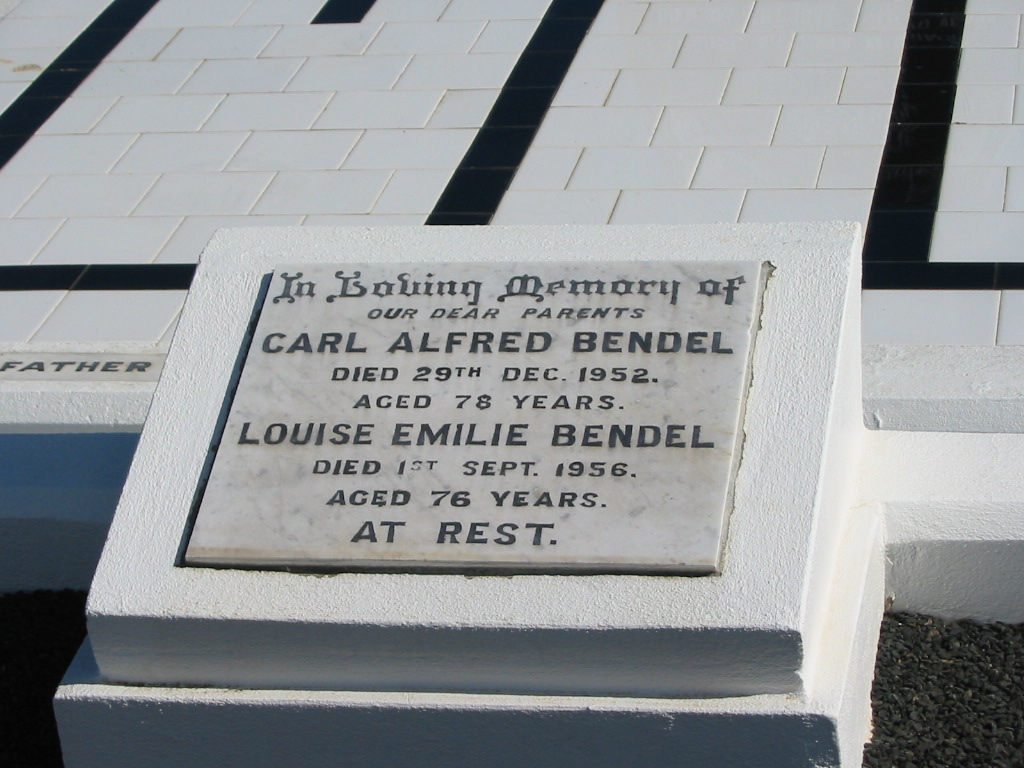 In Loving Memory of
OUR DEAR PARENTS
CARL ALFRED BENDEL
DIED 29TH DEC. 1952.
AGED 78 YEARS.
LOUISE EMILIE BENDEL
DIED 1ST SEPT. 1956.
AGED 76 YEARS.
AT REST.
FATHER